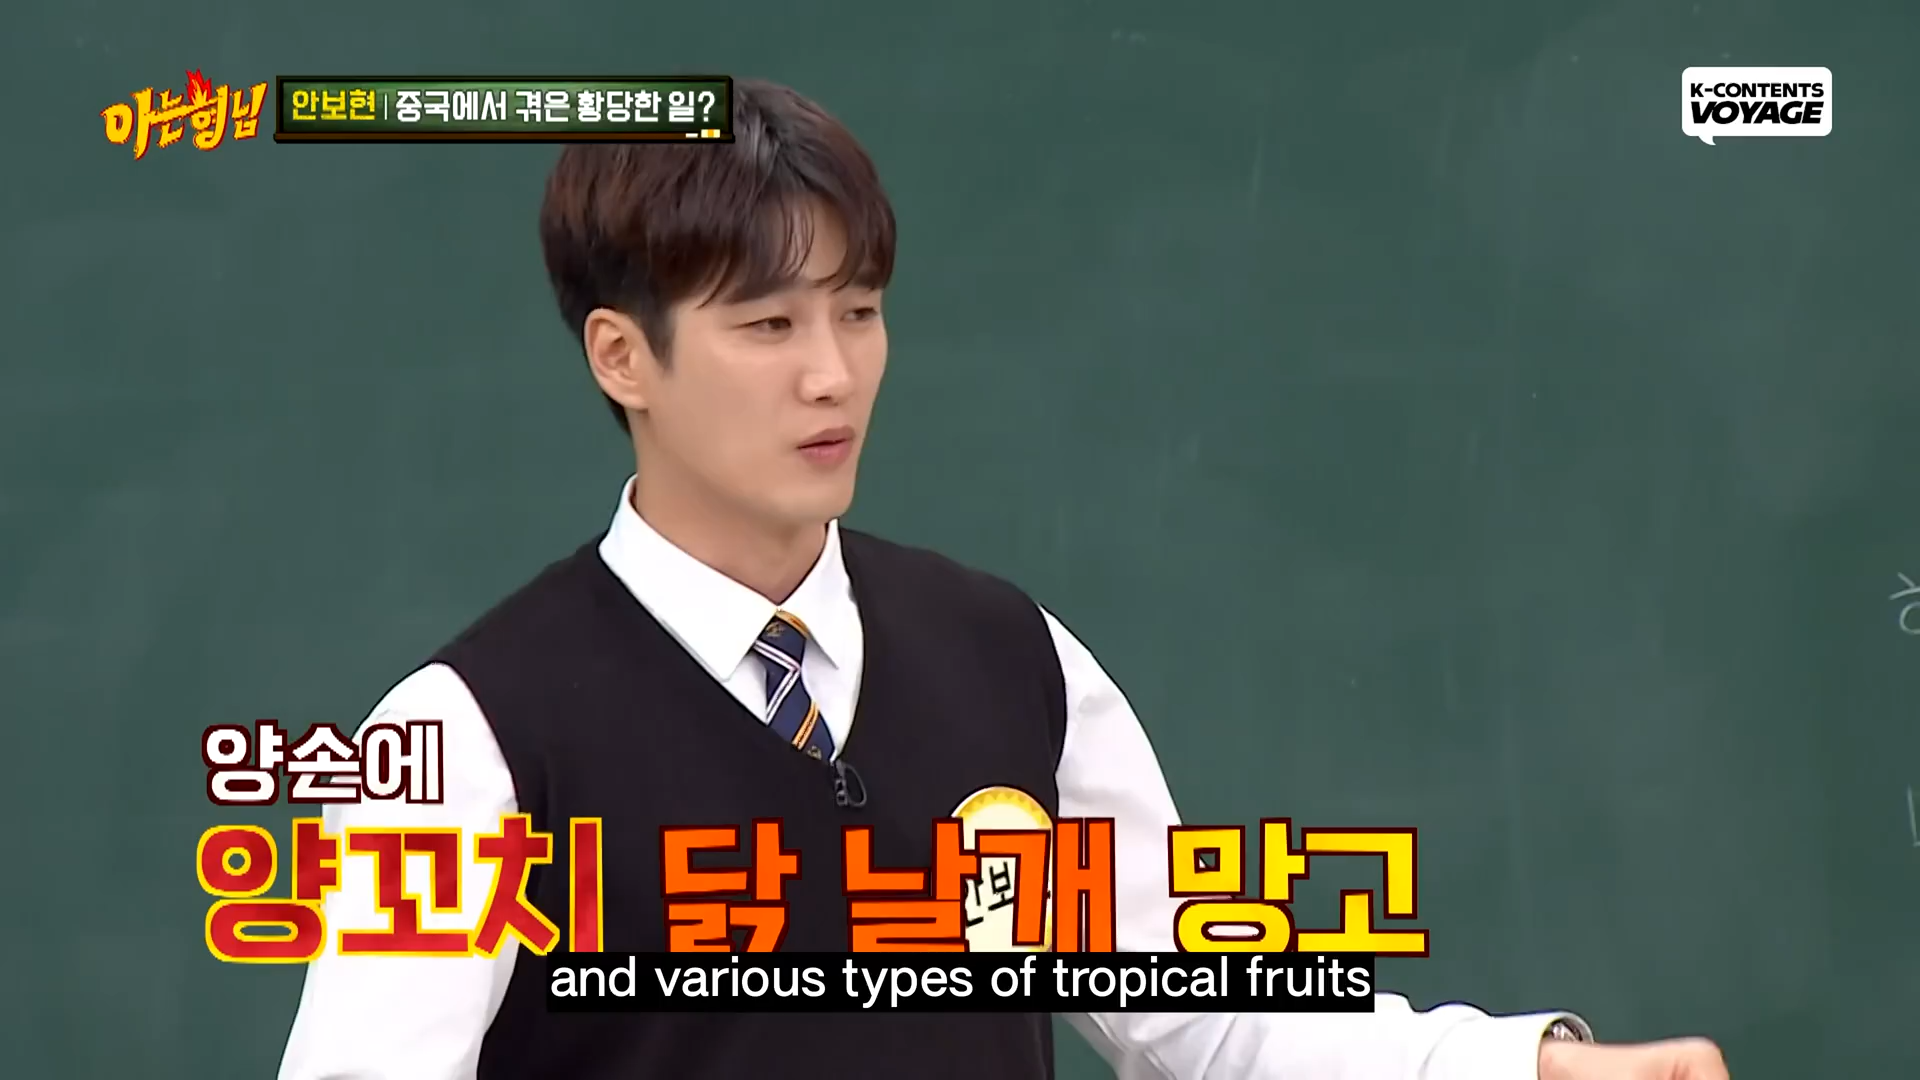 아는형님
안보현 | 중국에서 겪은 황당한 일?
K-CONTENTS
VOYAGE
양손에
양꼬치 닭 날개 망고
and various types of tropical fruits